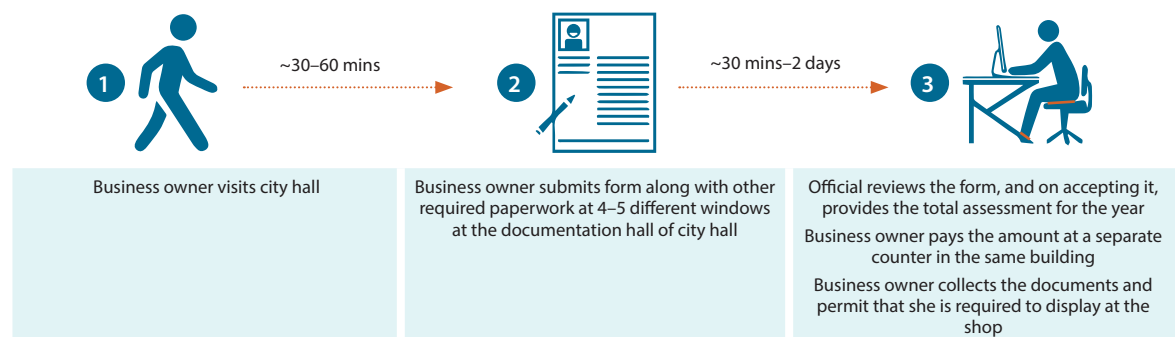 1
~30–60 mins
2
~30 mins–2 days
3
Business owner visits city hall
Business owner submits form along with other
required paperwork at 4–5 different windows
at the documentation hall of city hall
Official reviews the form, and on accepting it,
provides the total assessment for the year
Business owner pays the amount at a separate
counter in the same building
Business owner collects the documents and
permit that she is required to display at the
shop